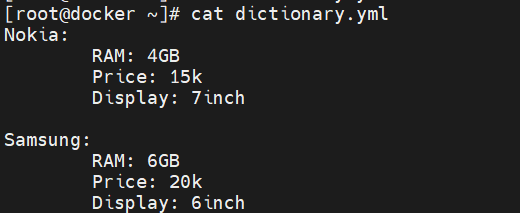 [root@docker ~]# cat dictionary.yml
Nokia:
        RAM: 4GB
        Price: 15k
        Display: 7inch

Samsung:
        RAM: 6GB
        Price: 20k
        Display: 6inch